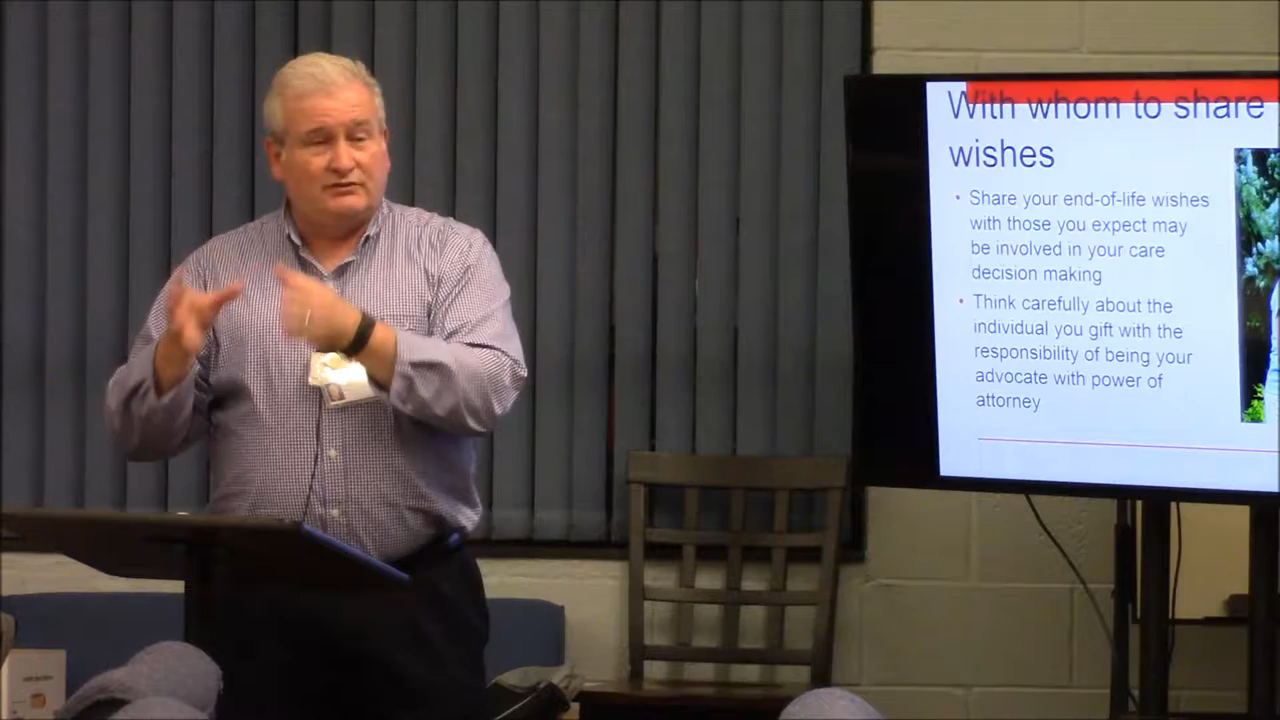 With whom to share
wishes
• Share your end-of-life wishes
with those you expect may
be involved in your care
decision making
• Think carefully about the
individual you gift with the
responsibility of being your
advocate with power of
attorney